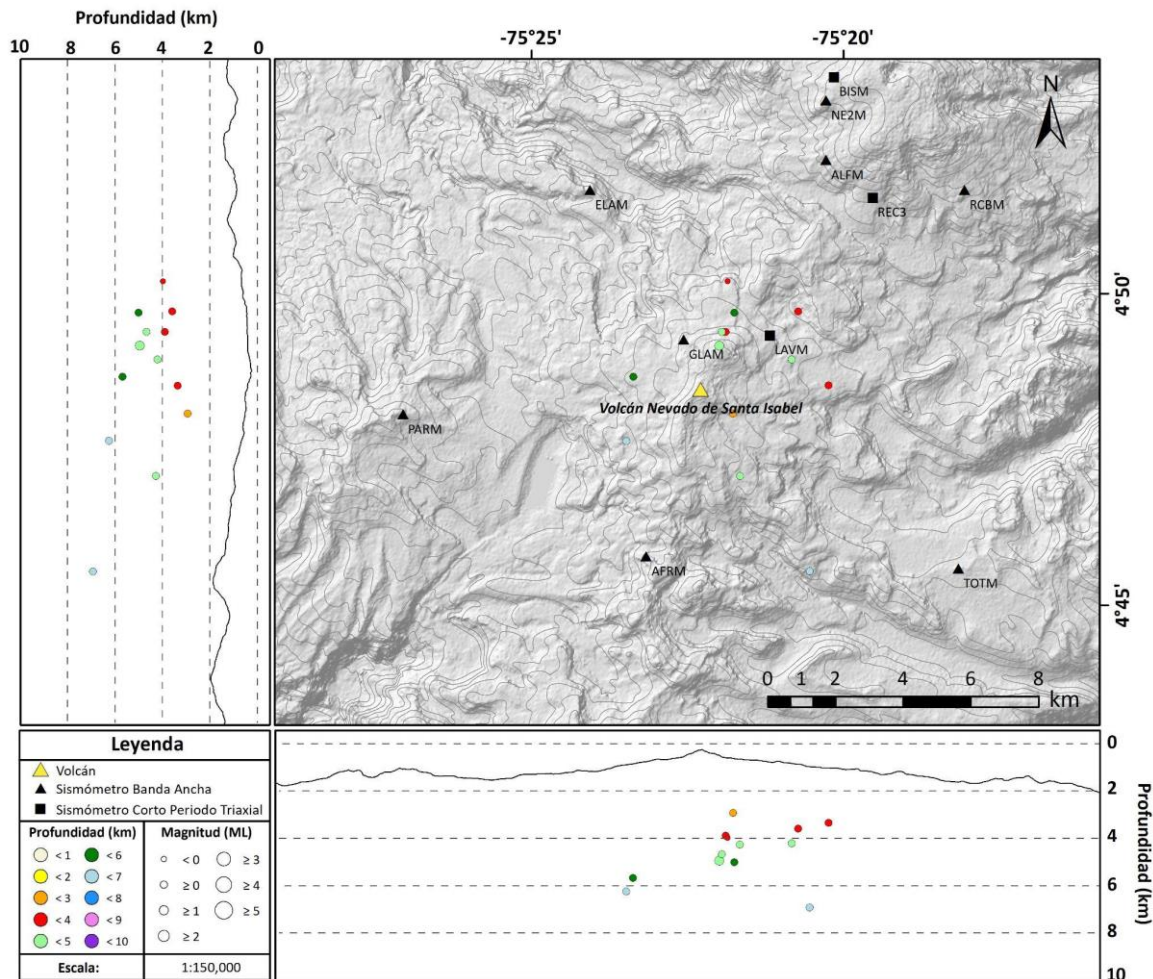 Profundidad (km)
10 8 6 4 2 0
-75°25'
-75°20'
N
BISM
NE2M
ALFM
ELAM
REC3
RCBM
4°50'
GLAM
LAVM
Volcán Nevado de Santa Isabel
PARM
AFRM
TOTM
4°45'
0 2 4 6 8
km
Leyenda
Volcán
Sismómetro Banda Ancha
Sismómetro Corto Periodo Triaxial
Profundidad (km)
< 1 < 6
< 2 < 7
< 3 < 8
< 4 < 9
< 5 < 10
Magnitud (ML)
< 0 ≥ 3
≥ 0 ≥ 4
≥ 1 ≥ 5
≥ 2
Escala: 1:150,000
0
2
4
6
8
10
Profundidad (km)